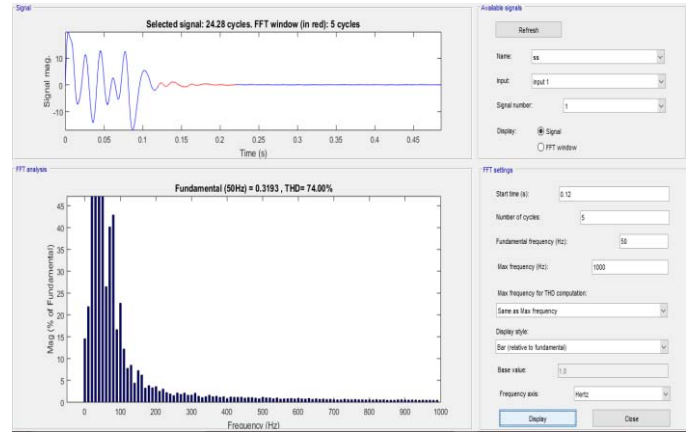 Signal
Selected signal: 24.28 cycles. FFT window (in red): 5 cycles
Signal mag.
10
0
-10
0
0.05
0.1
0.15
0.2
0.25
0.3
0.35
0.4
0.45
Time (s)
FFT analysis
Fundamental (50Hz) = 0.3193 , THD= 74.00%
Mag (% of Fundamental)
45
40
35
30
25
20
15
10
5
0
0
100
200
300
400
500
600
700
800
900
1000
Frequency (Hz)
Available signals
Refresh
Name:
ss
Input:
input 1
Signal number:
1
Display:
Signal
FFT window
FFT settings
Start time (s):
0.12
Number of cycles:
5
Fundamental frequency (Hz):
50
Max frequency (Hz):
1000
Max frequency for THD computation:
Same as Max frequency
Display style:
Bar (relative to fundamental)
Base value:
1.0
Frequency axis:
Hertz
Display
Close